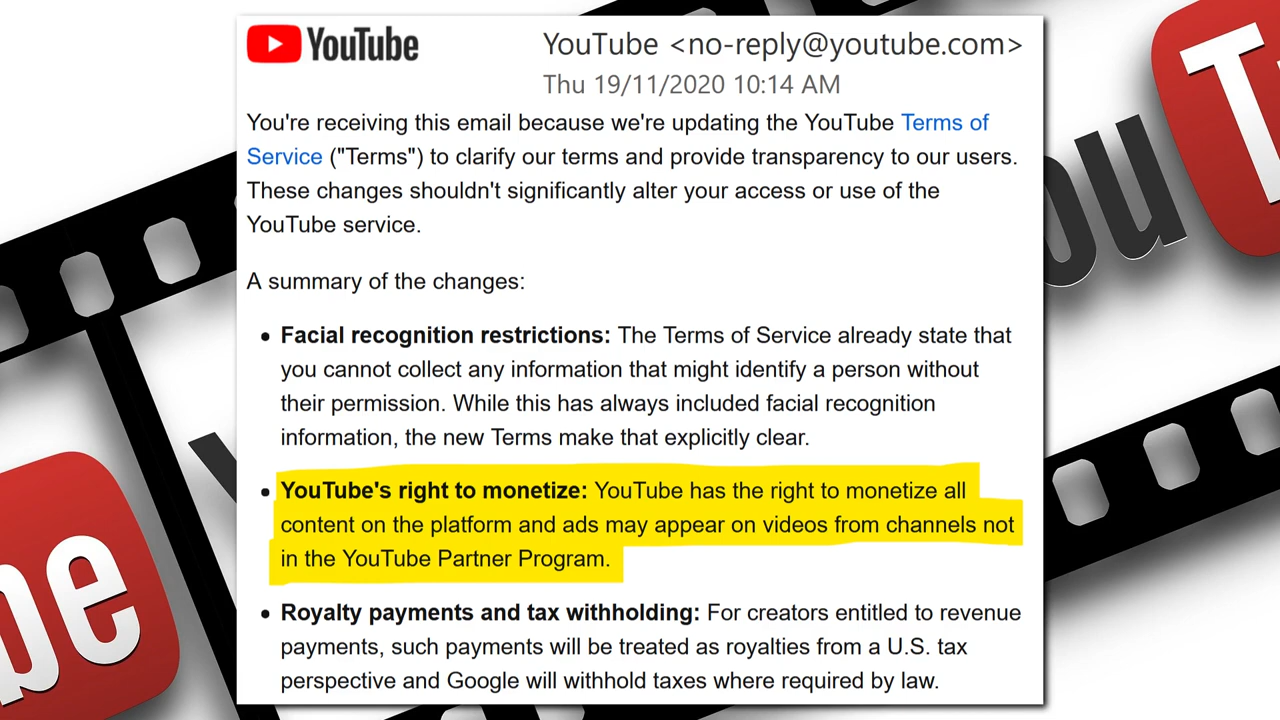 YouTube
YouTube <no-reply@youtube.com>
Thu 19/11/2020 10:14 AM
You're receiving this email because we're updating the YouTube Terms of
Service ("Terms") to clarify our terms and provide transparency to our users.
These changes shouldn't significantly alter your access or use of the
YouTube service.
A summary of the changes:
• Facial recognition restrictions: The Terms of Service already state that
you cannot collect any information that might identify a person without
their permission. While this has always included facial recognition
information, the new Terms make that explicitly clear.
• YouTube's right to monetize: YouTube has the right to monetize all
content on the platform and ads may appear on videos from channels not
in the YouTube Partner Program.
• Royalty payments and tax withholding: For creators entitled to revenue
payments, such payments will be treated as royalties from a U.S. tax
perspective and Google will withhold taxes where required by law.
ou
T
be